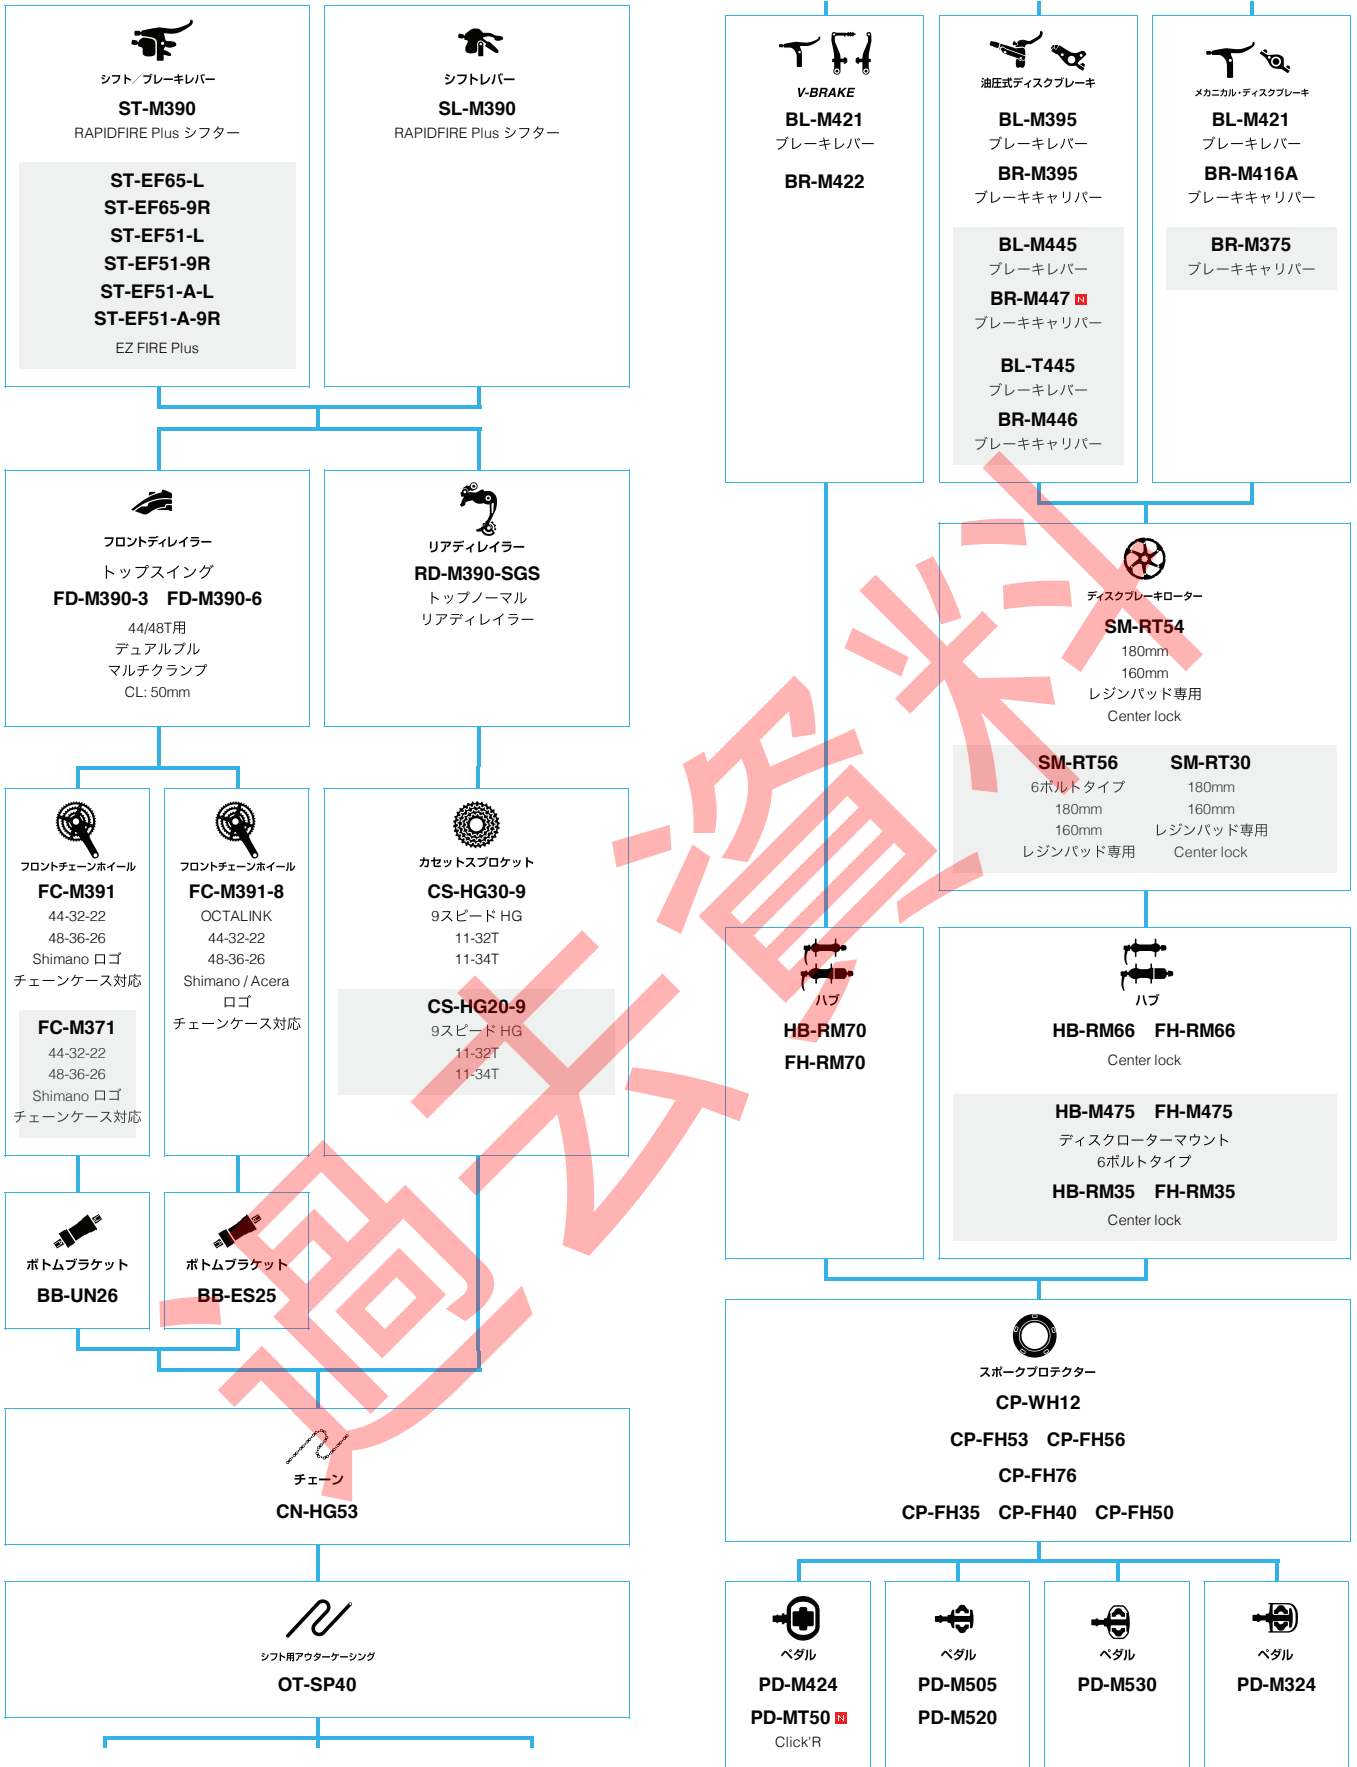 シフト／ブレーキレバー
ST-M390
RAPIDFIRE Plus シフター
ST-EF65-L
ST-EF65-9R
ST-EF51-L
ST-EF51-9R
ST-EF51-A-L
ST-EF51-A-9R
EZ FIRE Plus
シフトレバー
SL-M390
RAPIDFIRE Plus シフター
フロントディレイラー
トップスイング
FD-M390-3 FD-M390-6
44/48T用
デュアルプル
マルチクランプ
CL: 50mm
リアディレイラー
RD-M390-SGS
トップノーマル
リアディレイラー
フロントチェーンホイール
FC-M391
44-32-22
48-36-26
Shimano ロゴ
チェーンケース対応
FC-M371
44-32-22
48-36-26
Shimano ロゴ
チェーンケース対応
フロントチェーンホイール
FC-M391-8
OCTALINK
44-32-22
48-36-26
Shimano / Acera
ロゴ
チェーンケース対応
カセットスプロケット
CS-HG30-9
9スピード HG
11-32T
11-34T
CS-HG20-9
9スピード HG
11-32T
11-34T
ボトムブラケット
BB-UN26
ボトムブラケット
BB-ES25
チェーン
CN-HG53
シフト用アウターケーシング
OT-SP40
V-BRAKE
BL-M421
ブレーキレバー
BR-M422
油圧式ディスクブレーキ
BL-M395
ブレーキレバー
BR-M395
ブレーキキャリパー
BL-M445
ブレーキレバー
BR-M447 N
ブレーキキャリパー
BL-T445
ブレーキレバー
BR-M446
ブレーキキャリパー
メカニカル・ディスクブレーキ
BL-M421
ブレーキレバー
BR-M416A
ブレーキキャリパー
BR-M375
ブレーキキャリパー
ディスクブレーキローター
SM-RT54
180mm
160mm
レジンパッド専用
Center lock
SM-RT56
6ボルトタイプ
180mm
160mm
レジンパッド専用
SM-RT30
180mm
160mm
レジンパッド専用
Center lock
ハブ
HB-RM70
FH-RM70
ハブ
HB-RM66 FH-RM66
Center lock
HB-M475 FH-M475
ディスクローターマウント
6ボルトタイプ
HB-RM35 FH-RM35
Center lock
スポークプロテクター
CP-WH12
CP-FH53 CP-FH56
CP-FH76
CP-FH35 CP-FH40 CP-FH50
ペダル
PD-M424
PD-MT50 N
Click'R
ペダル
PD-M505
PD-M520
ペダル
PD-M530
ペダル
PD-M324
過去資料